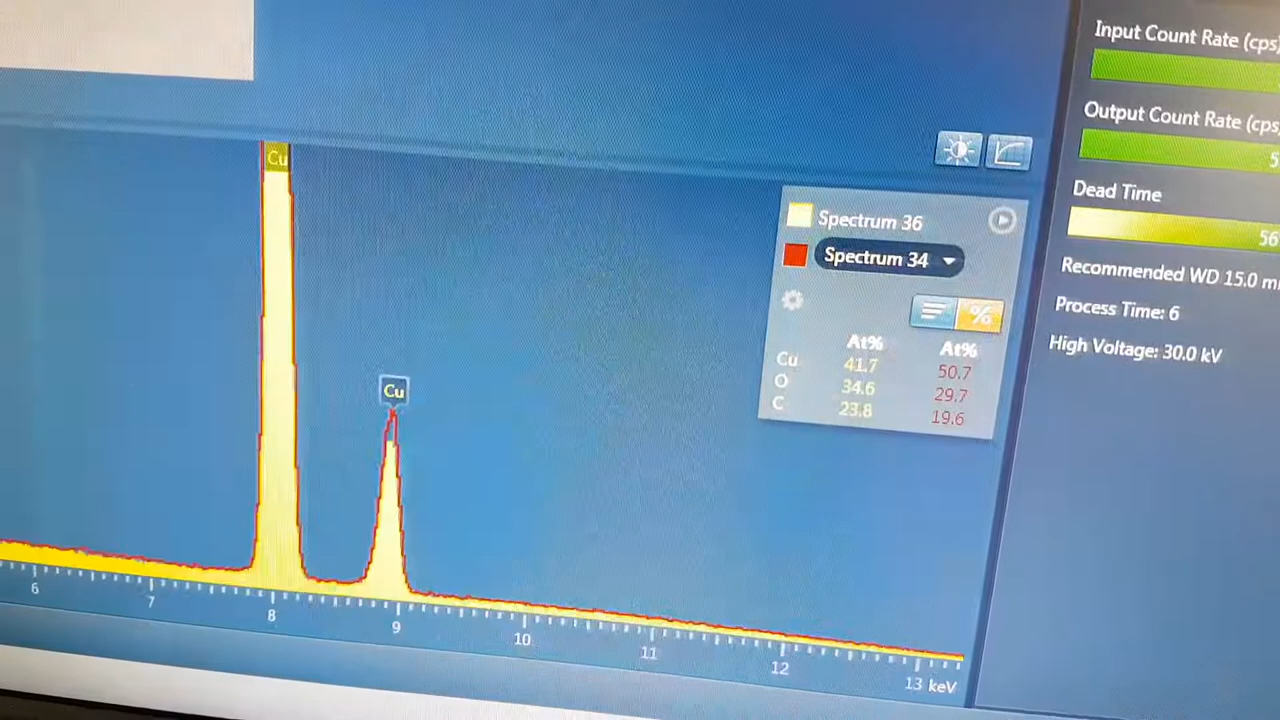 Input Count Rate (cps)
Output Count Rate (cps
5
Dead Time
56
Recommended WD 15.0 m
Process Time: 6
High Voltage: 30.0 kV
Cu
Cu
Spectrum 36
Spectrum 34
%
At% At%
Cu 41.7 50.7
O 34.6 29.7
C 23.8 19.6
6 7 8 9 10 11 12 13 keV